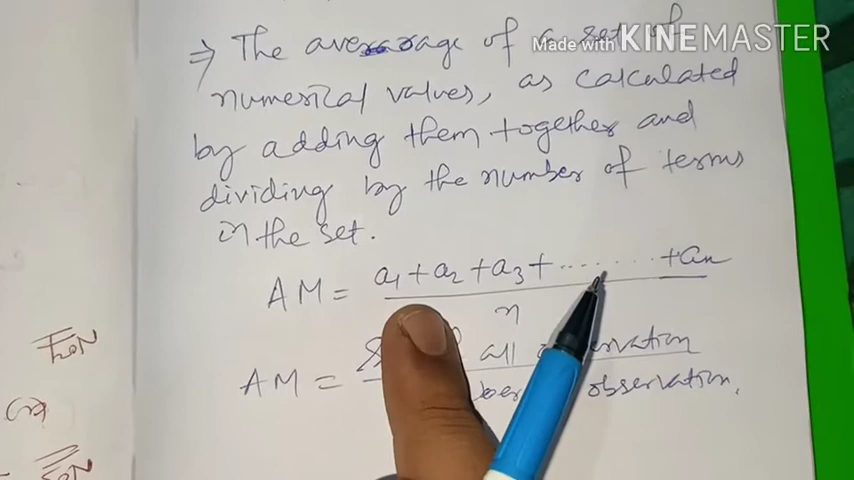 ⇒ The average of a set of
Made with KINEMASTER
numerical values, as calculated
by adding them together and
dividing by the number of terms
in the set.
AM = a1 + a2 + a3 + ........ + an
n
AM = all observation
observation.